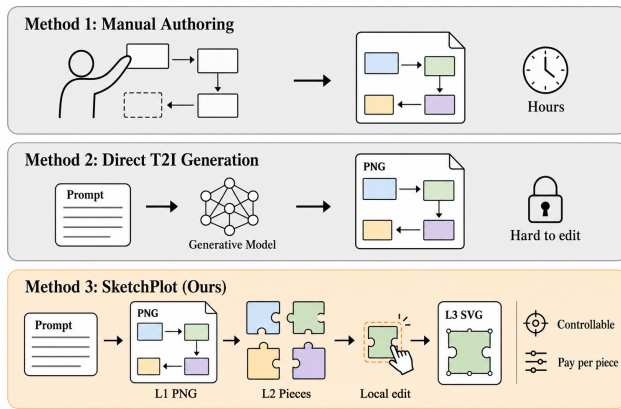 Method 1: Manual Authoring
Hours
Method 2: Direct T2I Generation
Prompt
Generative Model
PNG
Hard to edit
Method 3: SketchPlot (Ours)
Prompt
PNG
L1 PNG
L2 Pieces
Local edit
L3 SVG
Controllable
Pay per piece